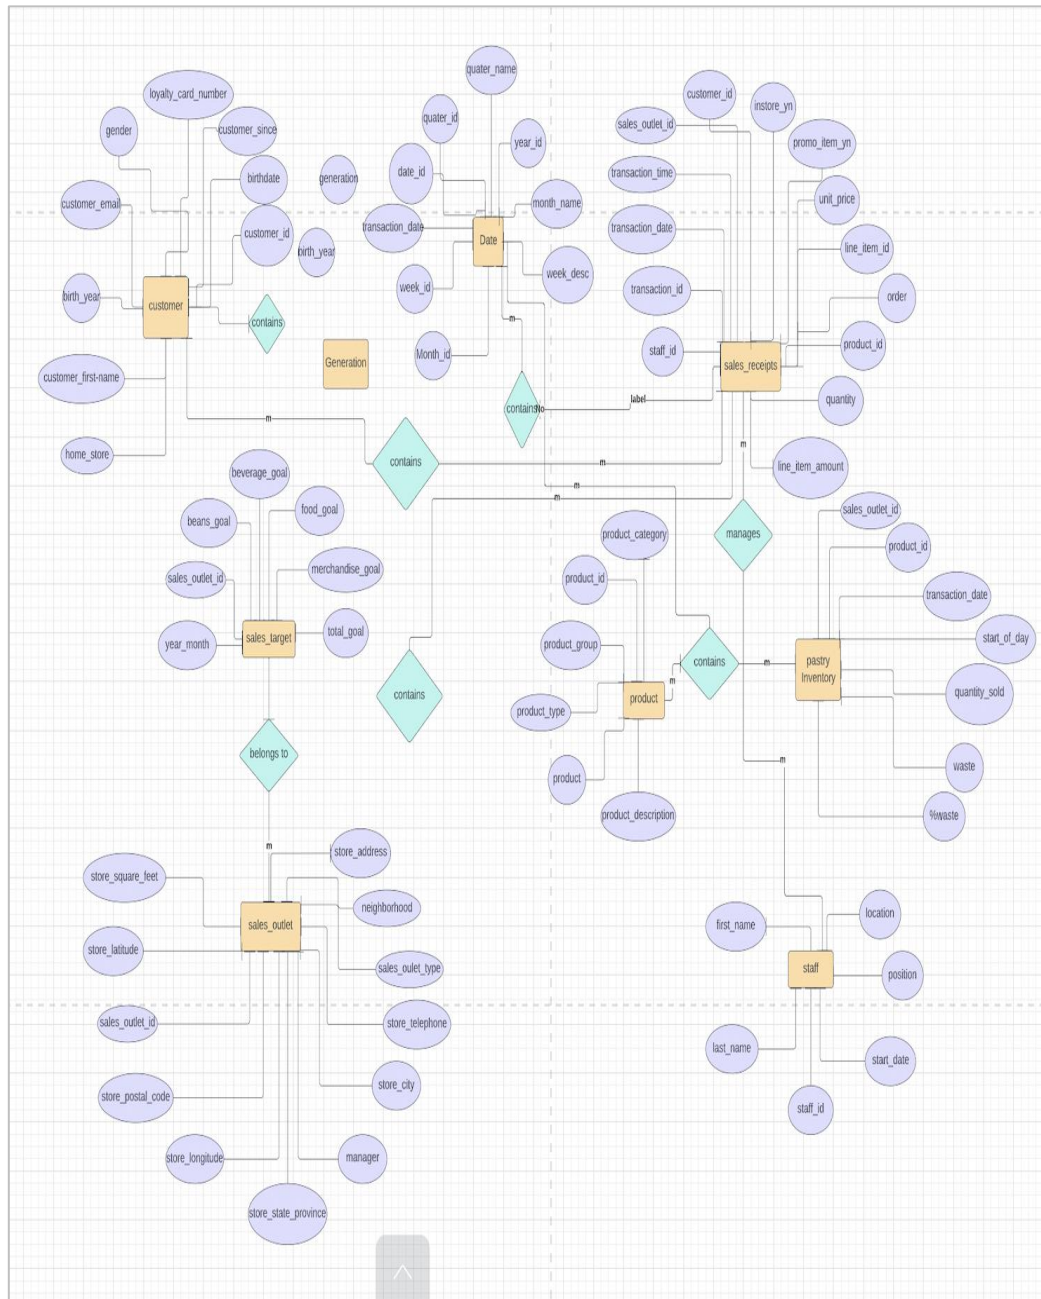 quater_name
loyalty_card_number
customer_id
instore_yn
gender
customer_since
quater_id
sales_outlet_id
year_id
promo_item_yn
birthdate
generation
date_id
transaction_time
unit_price
customer_email
month_name
customer_id
transaction_date
transaction_date
Date
line_item_id
birth_year
week_desc
week_id
transaction_id
order
birth_year
customer
contains
m
product_id
staff_id
Month_id
Generation
sales_receipts
customer_first-name
label
quantity
contains
No
m
m
home_store
contains
m
line_item_amount
beverage_goal
m
m
food_goal
sales_outlet_id
beans_goal
product_category
manages
product_id
merchandise_goal
sales_outlet_id
product_id
transaction_date
total_goal
sales_target
year_month
product_group
start_of_day
contains
m
pastry
Inventory
m
contains
product
quantity_sold
product_type
belongs to
m
waste
product
product_description
%waste
m
store_address
store_square_feet
neighborhood
location
sales_outlet
first_name
store_latitude
sales_oulet_type
staff
position
sales_outlet_id
store_telephone
last_name
start_date
store_city
store_postal_code
staff_id
store_longitude
manager
store_state_province